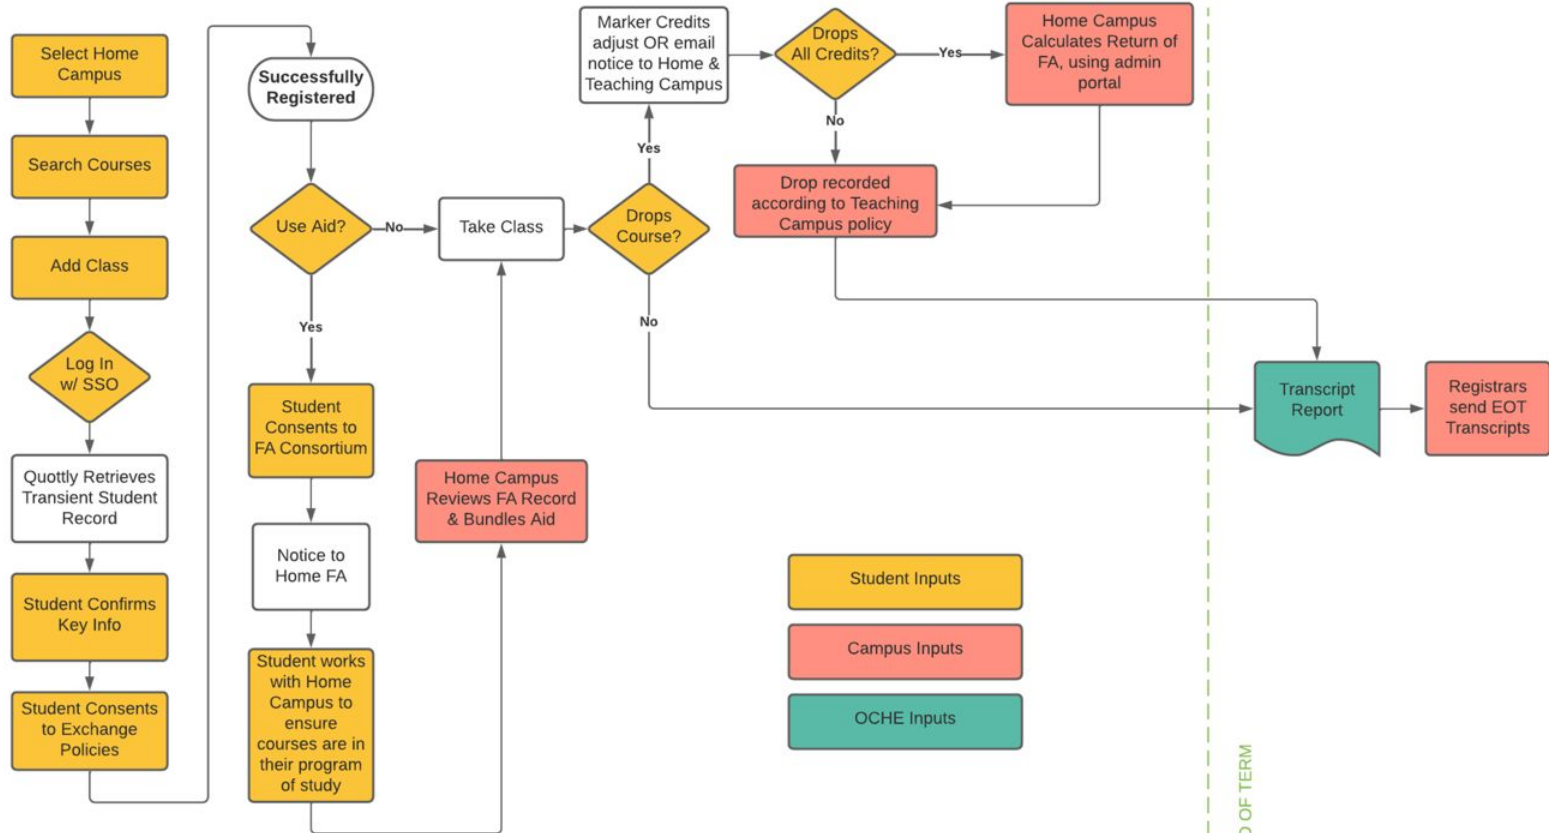 Select Home
Campus
Search Courses
Add Class
Log In
w/ SSO
Quottly Retrieves
Transient Student
Record
Student Confirms
Key Info
Student Consents
to Exchange
Policies
Successfully
Registered
Use Aid?
No
Yes
Student
Consents to
FA Consortium
Notice to
Home FA
Student works
with Home
Campus to
ensure
courses are in
their program
of study
Home Campus
Reviews FA Record
& Bundles Aid
Take Class
Drops
Course?
Yes
No
Marker Credits
adjust OR email
notice to Home &
Teaching Campus
Drops
All Credits?
Yes
No
Home Campus
Calculates Return of
FA, using admin
portal
Drop recorded
according to Teaching
Campus policy
Transcript
Report
Registrars
send EOT
Transcripts
Student Inputs
Campus Inputs
OCHE Inputs
OF TERM